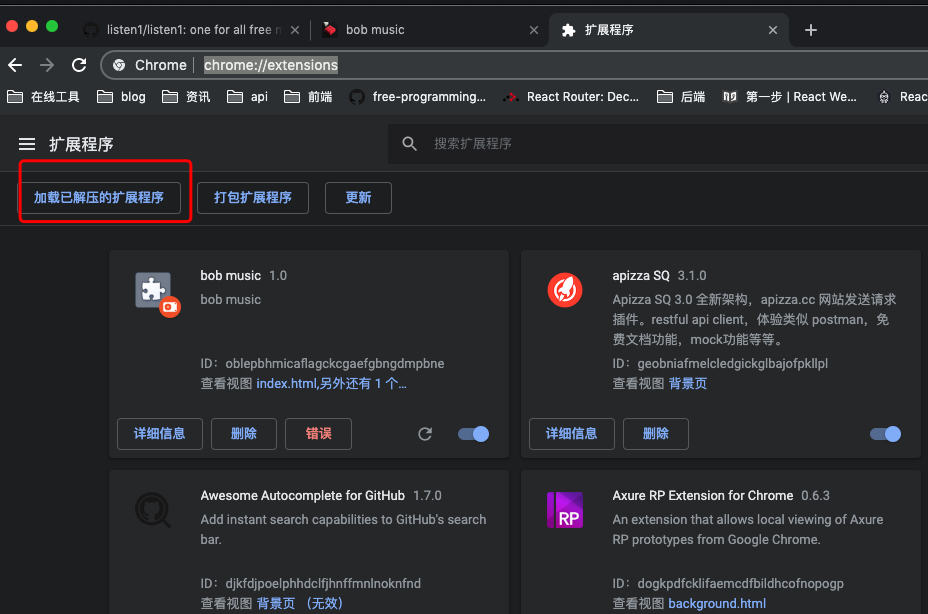 listen1/listen1: one for all free n
bob music
扩展程序
Chrome
chrome://extensions
在线工具
blog
资讯
api
前端
free-programming...
React Router: Dec...
后端
第一步 | React We...
Reac
扩展程序
搜索扩展程序
加载已解压的扩展程序
打包扩展程序
更新
bob music 1.0
bob music
ID：oblepbhmicaflagckcgaefgbngdmpbne
查看视图 index.html,另外还有 1 个...
详细信息
删除
错误
apizza SQ 3.1.0
Apizza SQ 3.0 全新架构，apizza.cc 网站发送请求
插件。restful api client，体验类似 postman，免
费文档功能，mock功能等等。
ID：geobniafmelcledgickglbajofpkllpl
查看视图 背景页
详细信息
删除
Awesome Autocomplete for GitHub 1.7.0
Add instant search capabilities to GitHub's search
bar.
ID：djkfdjpoelphhdclfjhnffmnlnoknfnd
查看视图 背景页 （无效）
RP
Axure RP Extension for Chrome 0.6.3
An extension that allows local viewing of Axure
RP prototypes from Google Chrome.
ID：dogkpdfcklifaemcdfbildhcofnopogp
查看视图 background.html